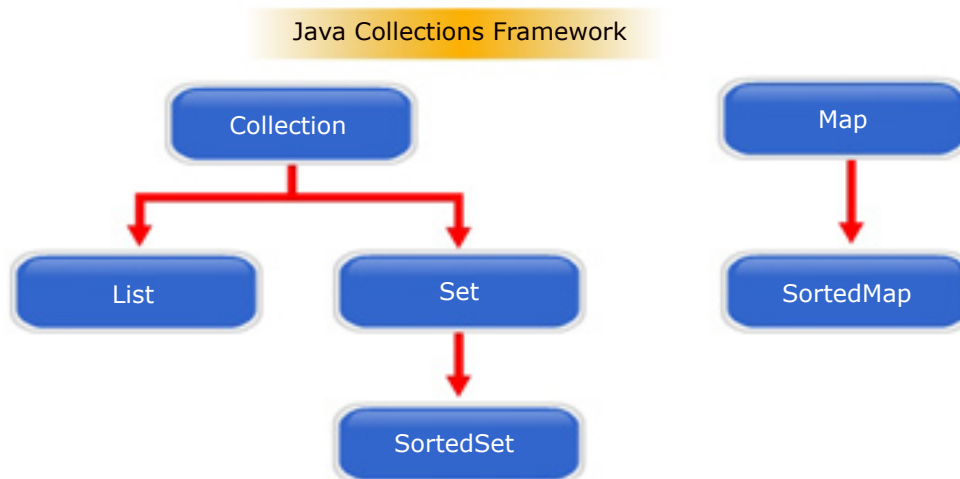 Java Collections Framework
Collection
Map
List
Set
SortedMap
SortedSet